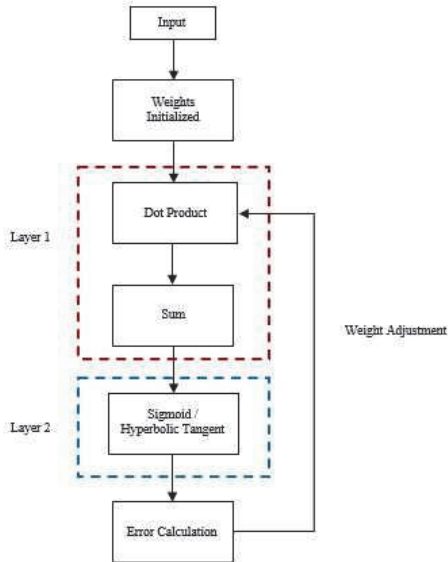 Input
Weights
Initialized
Dot Product
Layer 1
Sum
Weight Adjustment
Sigmoid /
Hyperbolic Tangent
Layer 2
Error Calculation